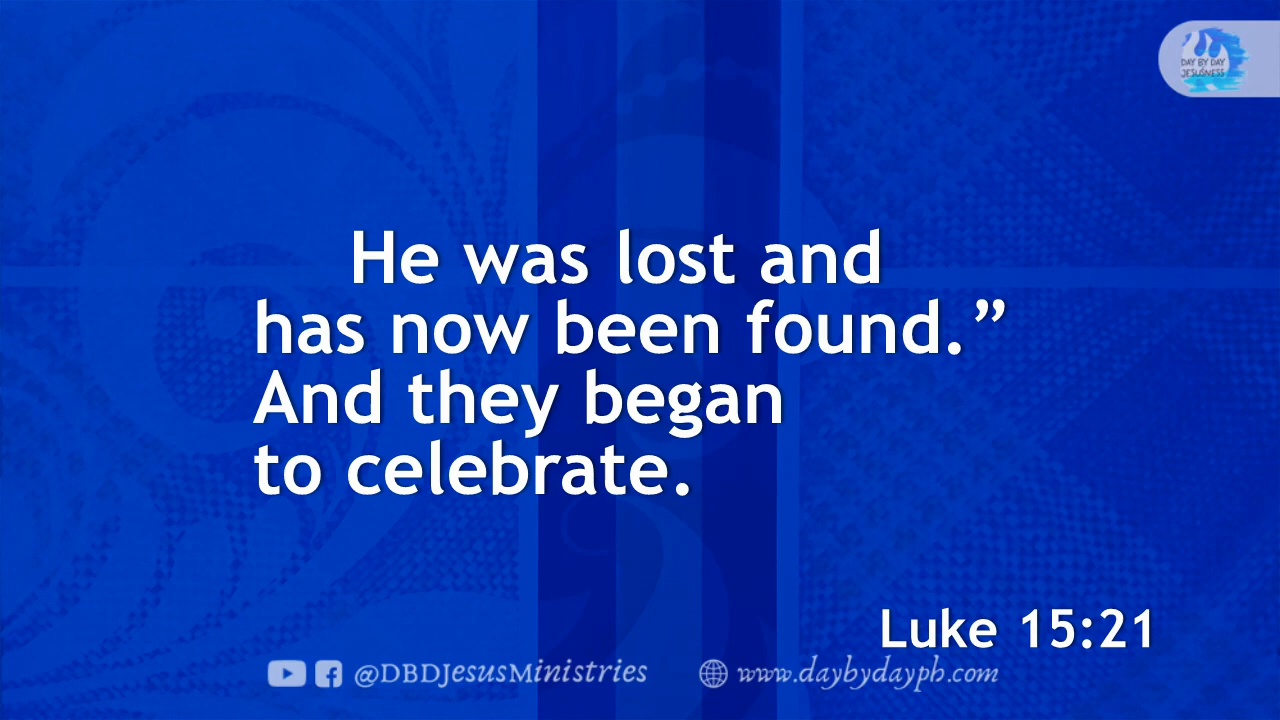 DAY BY DAY
JESUSNESS
He was lost and
has now been found.”
And they began
to celebrate.
Luke 15:21
@DBDJesusMinistries
www.daybydayph.com